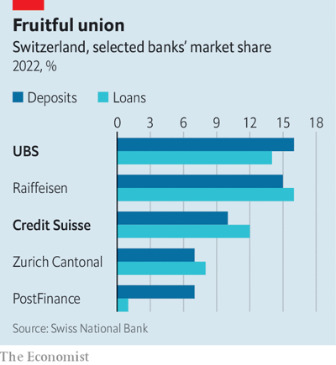 Fruitful union
Switzerland, selected banks' market share
2022, %
Deposits Loans
0 3 6 9 12 15 18
UBS
Raiffeisen
Credit Suisse
Zurich Cantonal
PostFinance
Source: Swiss National Bank
The Economist